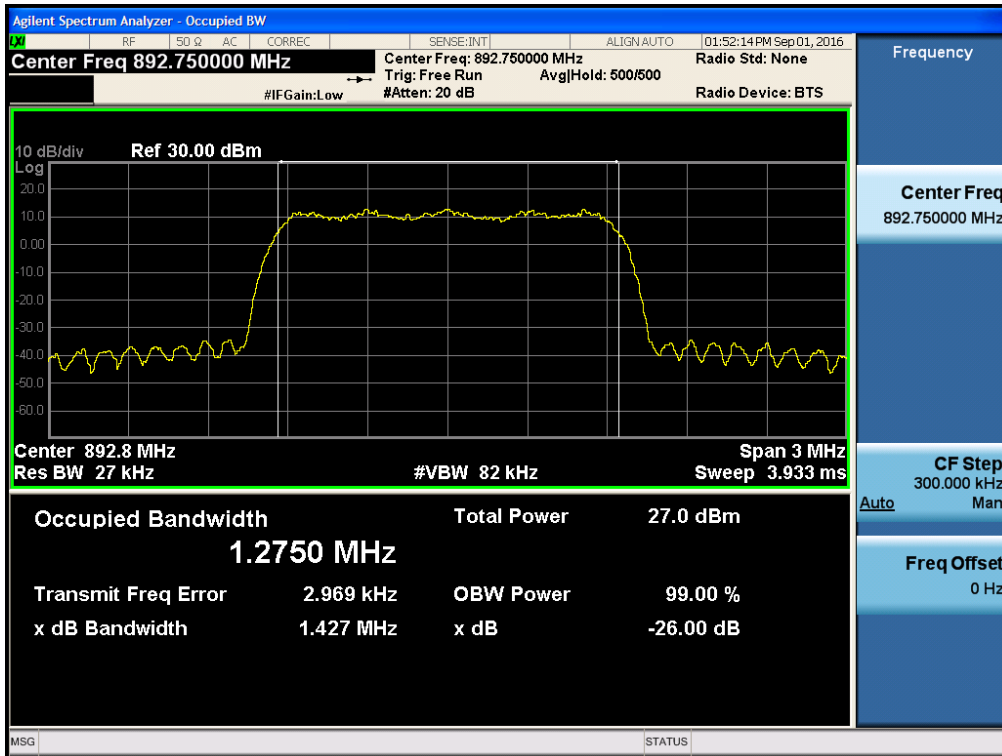 Agilent Spectrum Analyzer - Occupied BW
LXI RF 50 Ω AC CORREC SENSE:INT ALIGN AUTO 01:52:14 PM Sep 01, 2016
Center Freq 892.750000 MHz
Center Freq: 892.750000 MHz Radio Std: None
Trig: Free Run Avg|Hold: 500/500
#IFGain:Low #Atten: 20 dB Radio Device: BTS
10 dB/div Ref 30.00 dBm
Log
20.0
10.0
0.00
-10.0
-20.0
-30.0
-40.0
-50.0
-60.0
Center 892.8 MHz Span 3 MHz
Res BW 27 kHz #VBW 82 kHz Sweep 3.933 ms
Occupied Bandwidth Total Power 27.0 dBm
1.2750 MHz
Transmit Freq Error 2.969 kHz OBW Power 99.00 %
x dB Bandwidth 1.427 MHz x dB -26.00 dB
MSG STATUS
Frequency
Center Freq
892.750000 MHz
CF Step
300.000 kHz
Auto Man
Freq Offset
0 Hz